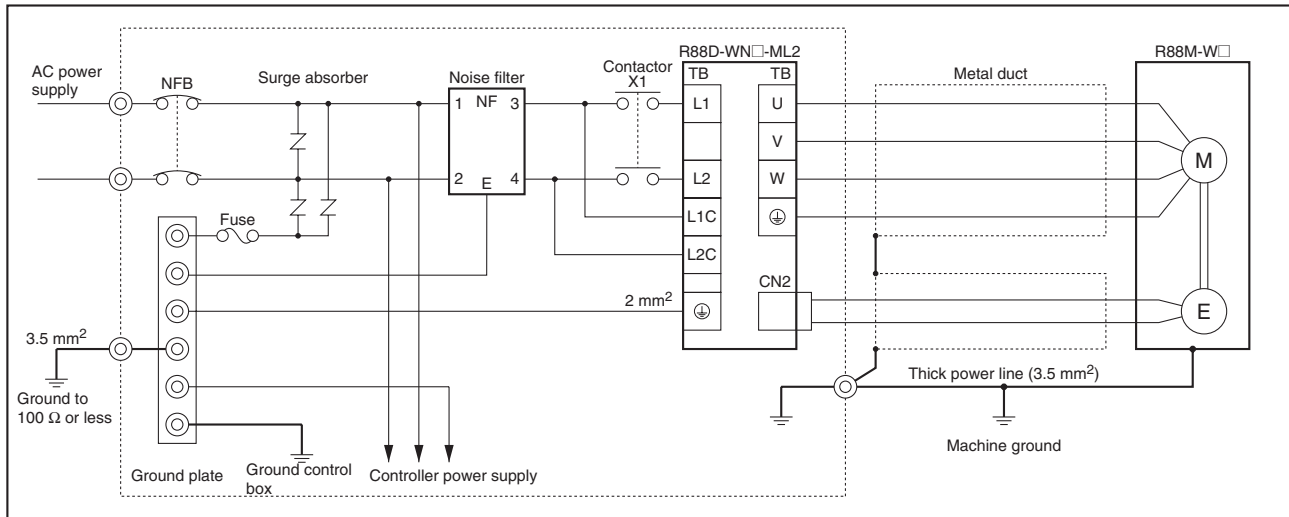 R88D-WN□-ML2
R88M-W□
AC power
supply
NFB
Surge absorber
Noise filter
Contactor
X1
TB
TB
Metal duct
1
NF
3
L1
U
V
M
2
E
4
L2
W
Fuse
L1C
L2C
CN2
E
2 mm²
3.5 mm²
Ground to
100 Ω or less
Thick power line (3.5 mm²)
Machine ground
Ground plate
Ground control
box
Controller power supply